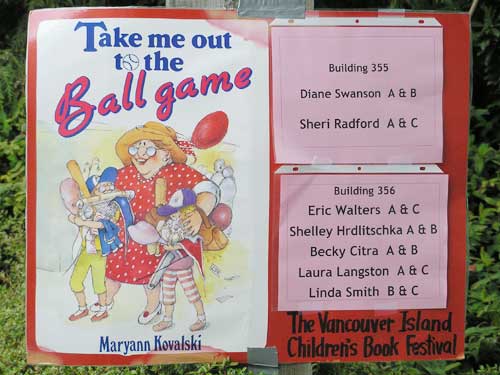 Take me out
to the
Ball game
Maryann Kovalski
Building 355
Diane Swanson A & B
Sheri Radford A & C
Building 356
Eric Walters A & C
Shelley Hrdlitschka A & B
Becky Citra A & B
Laura Langston A & C
Linda Smith B & C
The Vancouver Island
Children's Book Festival